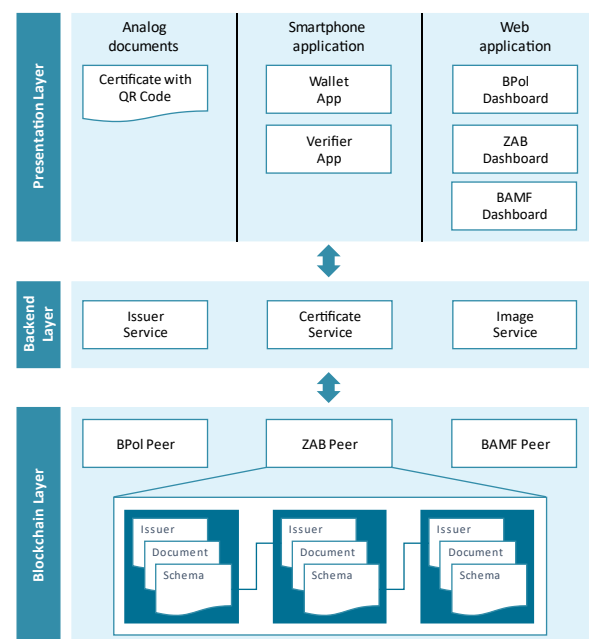 Presentation Layer
Analog
documents
Certificate with
QR Code
Smartphone
application
Wallet
App
Verifier
App
Web
application
BPol
Dashboard
ZAB
Dashboard
BAMF
Dashboard
Backend
Layer
Issuer
Service
Certificate
Service
Image
Service
Blockchain Layer
BPol Peer
ZAB Peer
BAMF Peer
Issuer
Document
Schema
Issuer
Document
Schema
Issuer
Document
Schema